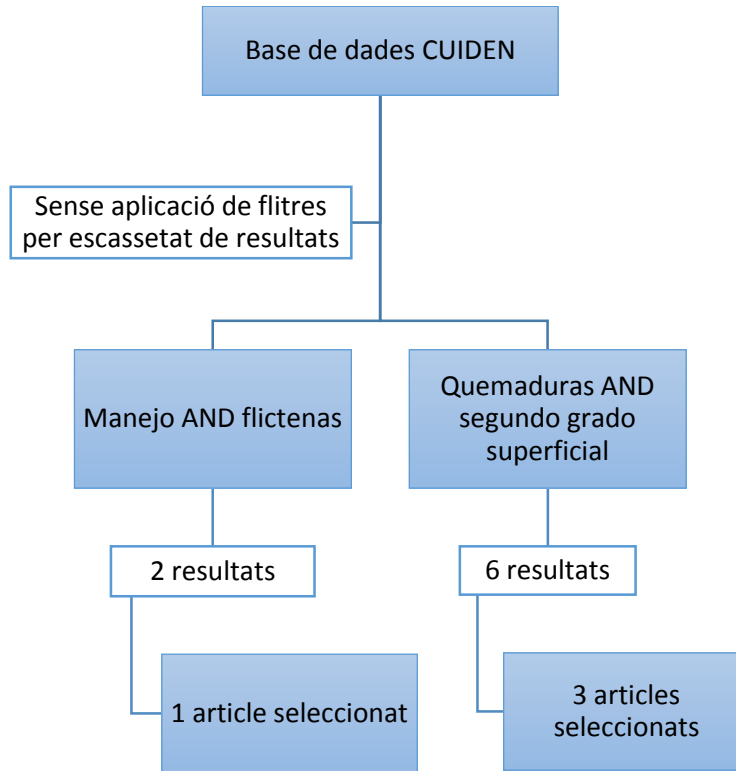 Base de dades CUIDEN
Sense aplicació de flitres
per escassetat de resultats
Manejo AND flictenas
Quemaduras AND
segundo grado
superficial
2 resultats
6 resultats
1 article seleccionat
3 articles
seleccionats